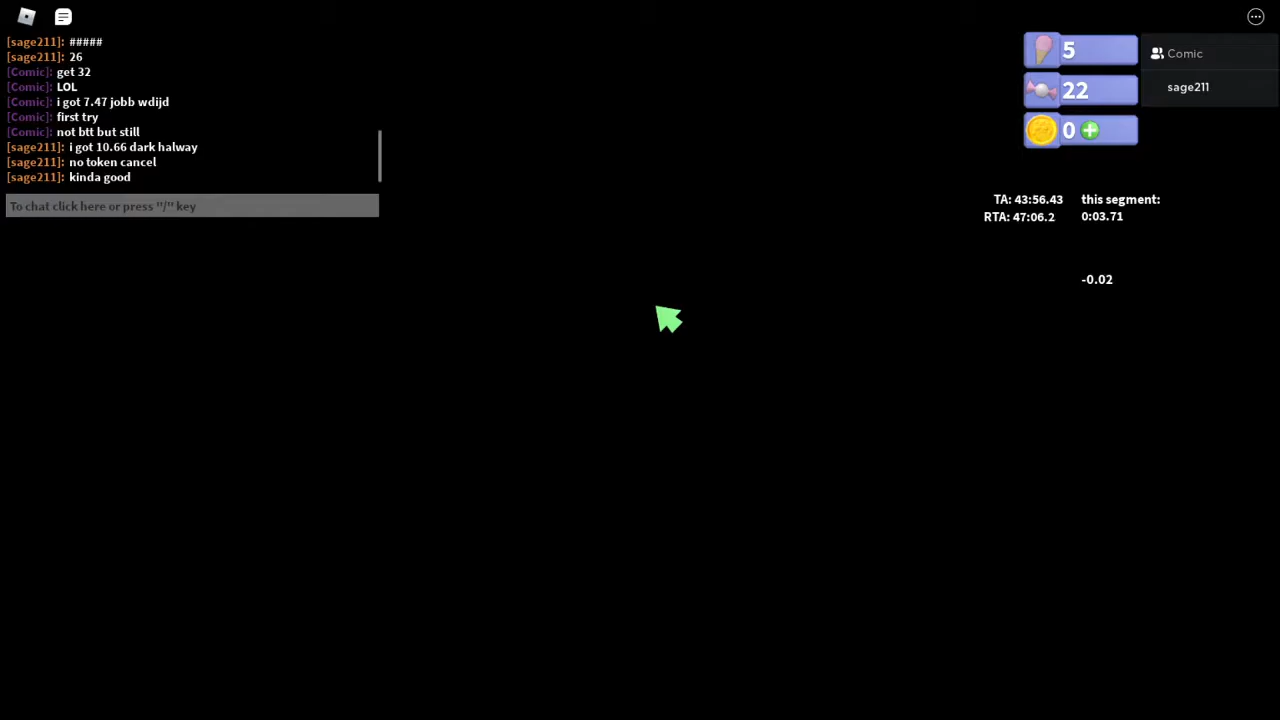 [sage211]: #####
[sage211]: 26
[Comic]: get 32
[Comic]: LOL
[Comic]: i got 7.47 jobb wdijd
[Comic]: first try
[Comic]: not btt but still
[sage211]: i got 10.66 dark halway
[sage211]: no token cancel
[sage211]: kinda good
To chat click here or press "/" key
5
22
0
Comic
sage211
TA: 43:56.43
RTA: 47:06.2
this segment:
0:03.71
-0.02